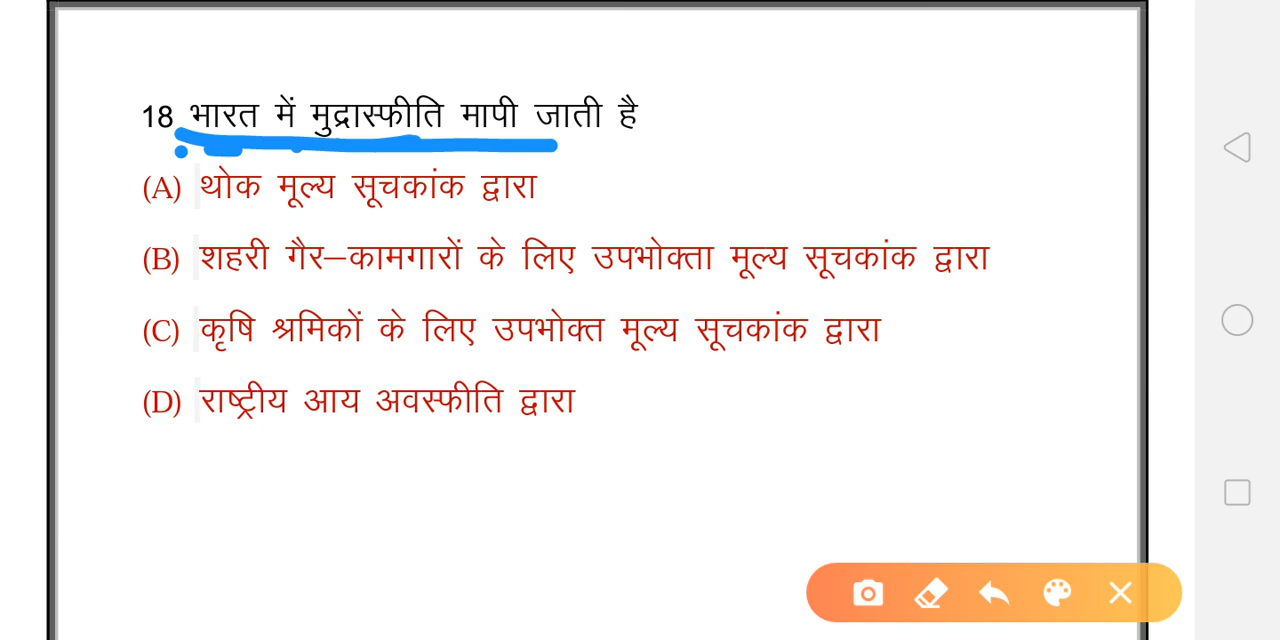 18 भारत में मुद्रास्फीति मापी जाती है
(A) थोक मूल्य सूचकांक द्वारा
(B) शहरी गैर–कामगारों के लिए उपभोक्ता मूल्य सूचकांक द्वारा
(C) कृषि श्रमिकों के लिए उपभोक्त मूल्य सूचकांक द्वारा
(D) राष्ट्रीय आय अवस्फीति द्वारा